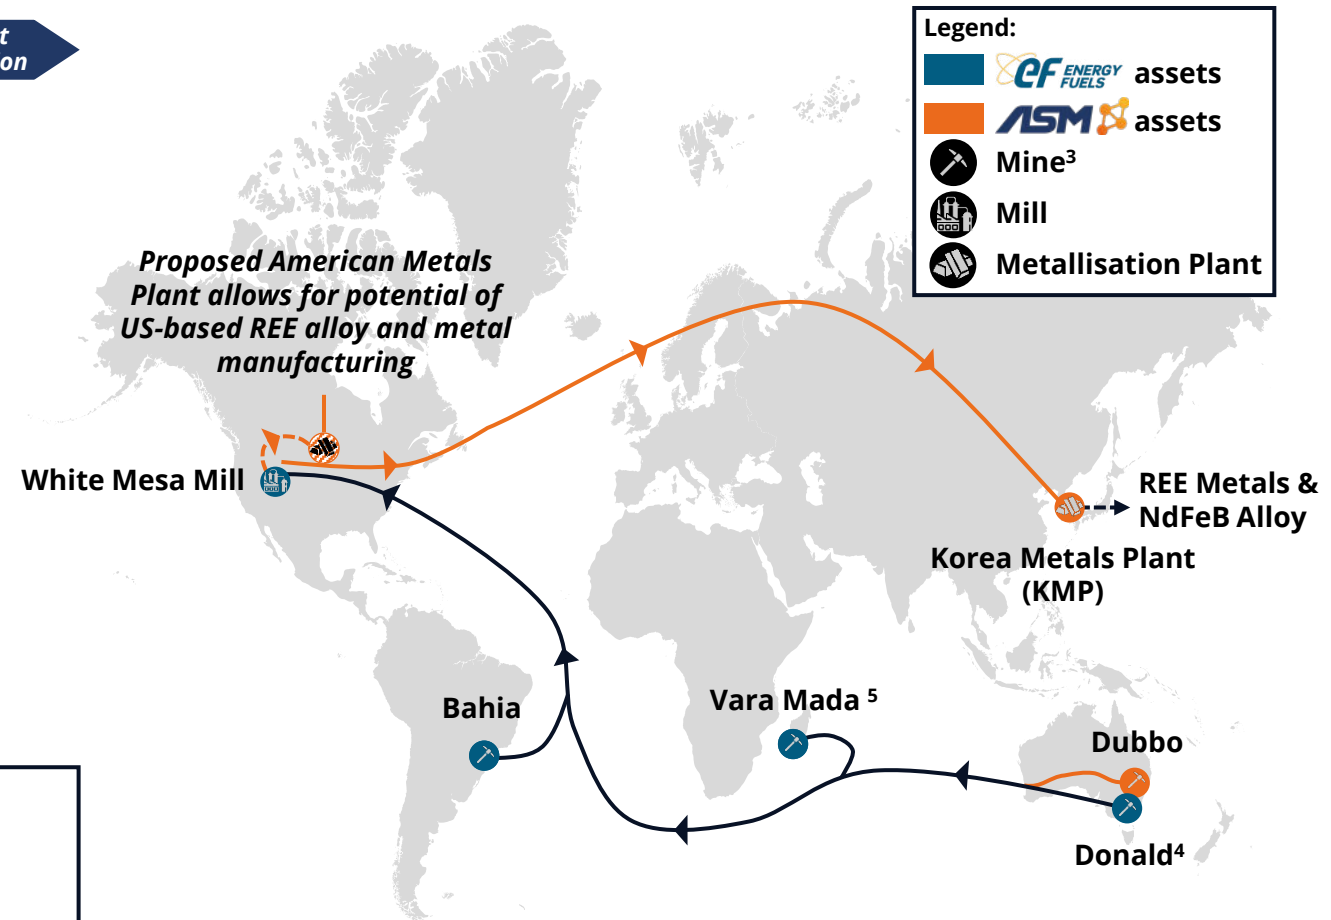 Legend:
ef ENERGY FUELS assets
ASM assets
Mine³
Mill
Metallisation Plant
Proposed American Metals
Plant allows for potential of
US-based REE alloy and metal
manufacturing
White Mesa Mill
REE Metals &
NdFeB Alloy
Korea Metals Plant
(KMP)
Bahia
Vara Mada ⁵
Dubbo
Donald⁴